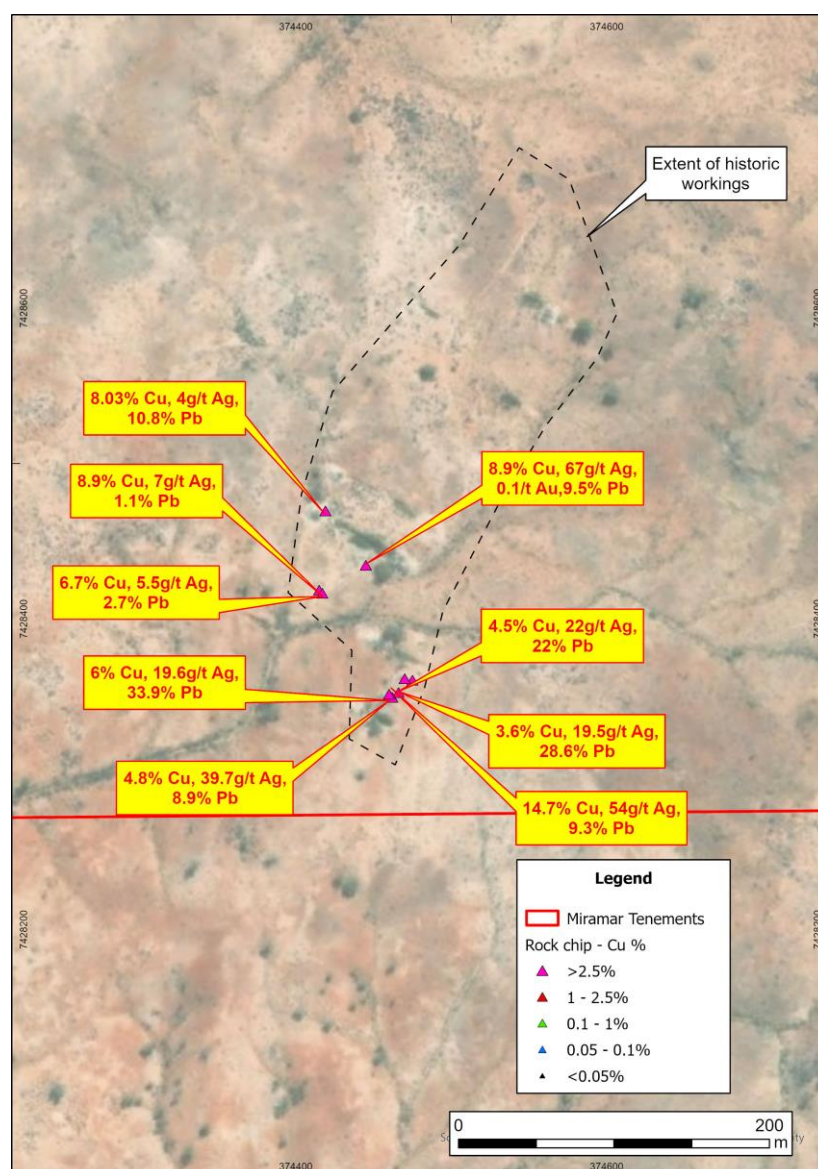 374400
374600
Extent of historic
workings
7428600
7428600
8.03% Cu, 4g/t Ag,
10.8% Pb
8.9% Cu, 67g/t Ag,
0.1/t Au,9.5% Pb
8.9% Cu, 7g/t Ag,
1.1% Pb
6.7% Cu, 5.5g/t Ag,
2.7% Pb
7428400
7428400
4.5% Cu, 22g/t Ag,
22% Pb
6% Cu, 19.6g/t Ag,
33.9% Pb
3.6% Cu, 19.5g/t Ag,
28.6% Pb
4.8% Cu, 39.7g/t Ag,
8.9% Pb
14.7% Cu, 54g/t Ag,
9.3% Pb
Legend
Miramar Tenements
Rock chip - Cu %
>2.5%
1 - 2.5%
0.1 - 1%
0.05 - 0.1%
<0.05%
7428200
7428200
0
200
m
374400
374600